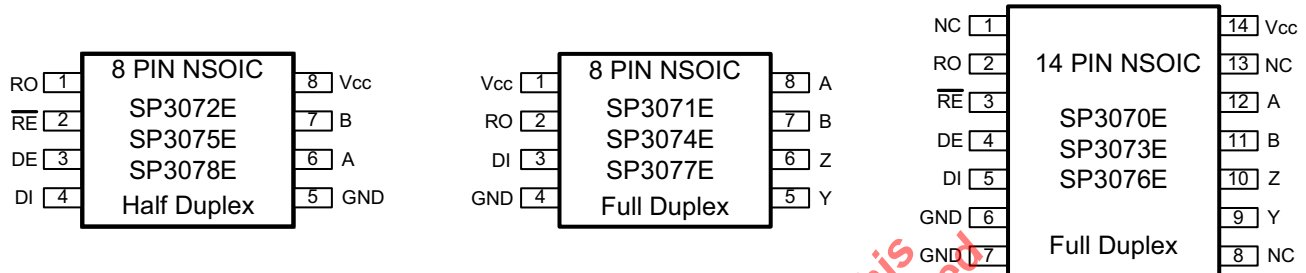 8 PIN NSOIC
SP3072E
SP3075E
SP3078E
Half Duplex
RO 1
RE 2
DE 3
DI 4
8 Vcc
7 B
6 A
5 GND
8 PIN NSOIC
SP3071E
SP3074E
SP3077E
Full Duplex
Vcc 1
RO 2
DI 3
GND 4
8 A
7 B
6 Z
5 Y
14 PIN NSOIC
SP3070E
SP3073E
SP3076E
Full Duplex
NC 1
RO 2
RE 3
DE 4
DI 5
GND 6
GND 7
14 Vcc
13 NC
12 A
11 B
10 Z
9 Y
8 NC